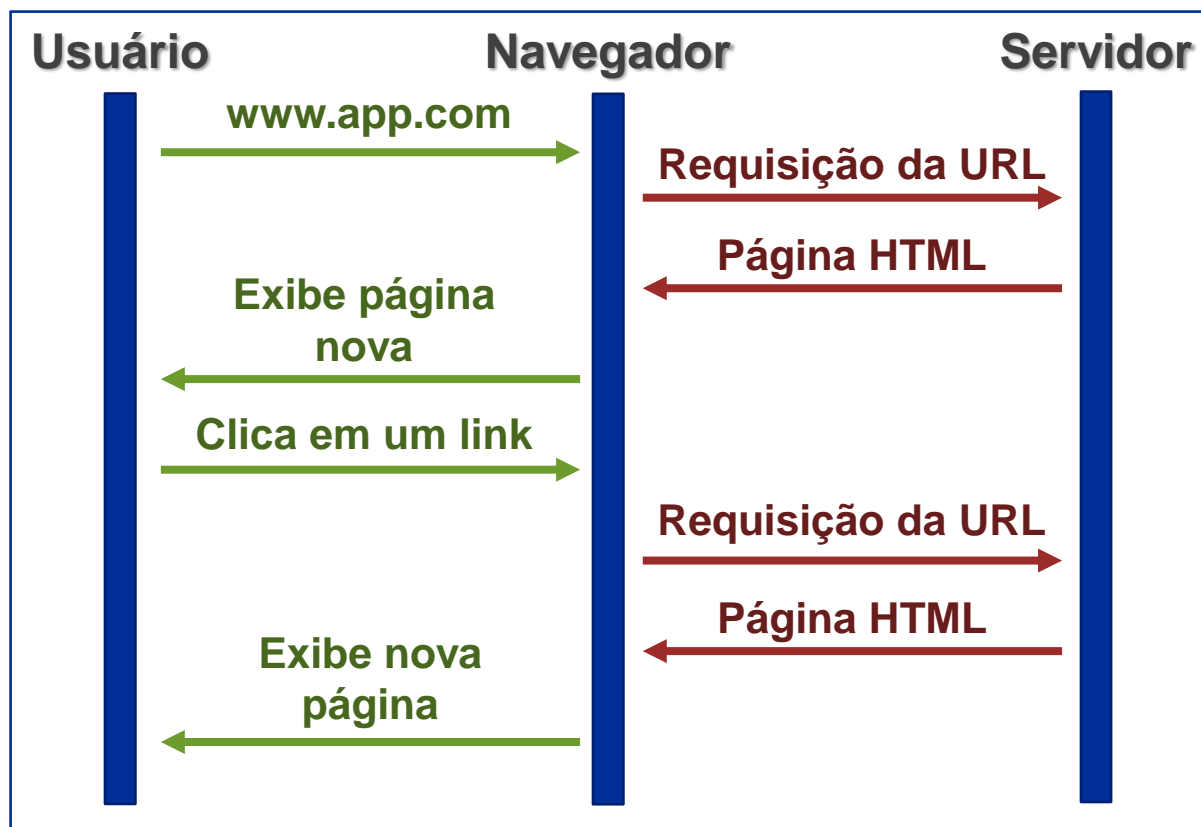 Usuário
Navegador
Servidor
www.app.com
Requisição da URL
Página HTML
Exibe página
nova
Clica em um link
Requisição da URL
Página HTML
Exibe nova
página